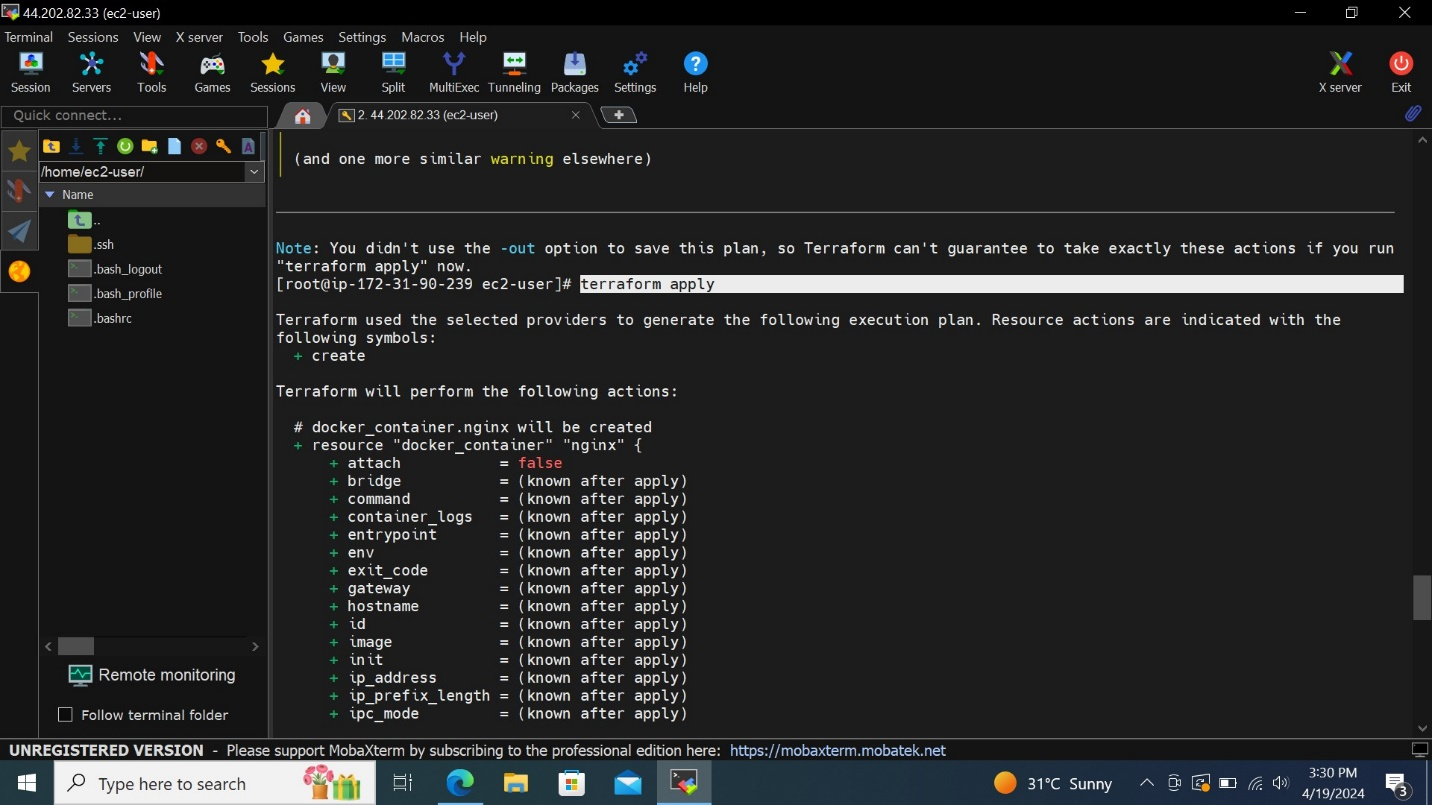 44.202.82.33 (ec2-user)
Terminal Sessions View X server Tools Games Settings Macros Help
Session Servers Tools Games Sessions View Split MultiExec Tunneling Packages Settings Help X server Exit
Quick connect...
2. 44.202.82.33 (ec2-user)
/home/ec2-user/
Name
..
.ssh
.bash_logout
.bash_profile
.bashrc
Remote monitoring
Follow terminal folder
(and one more similar warning elsewhere)
Note: You didn't use the -out option to save this plan, so Terraform can't guarantee to take exactly these actions if you run
"terraform apply" now.
[root@ip-172-31-90-239 ec2-user]# terraform apply
Terraform used the selected providers to generate the following execution plan. Resource actions are indicated with the
following symbols:
+ create
Terraform will perform the following actions:
# docker_container.nginx will be created
+ resource "docker_container" "nginx" {
+ attach = false
+ bridge = (known after apply)
+ command = (known after apply)
+ container_logs = (known after apply)
+ entrypoint = (known after apply)
+ env = (known after apply)
+ exit_code = (known after apply)
+ gateway = (known after apply)
+ hostname = (known after apply)
+ id = (known after apply)
+ image = (known after apply)
+ init = (known after apply)
+ ip_address = (known after apply)
+ ip_prefix_length = (known after apply)
+ ipc_mode = (known after apply)
UNREGISTERED VERSION - Please support MobaXterm by subscribing to the professional edition here: https://mobaxterm.mobatek.net
Type here to search
31°C Sunny
3:30 PM
4/19/2024
3